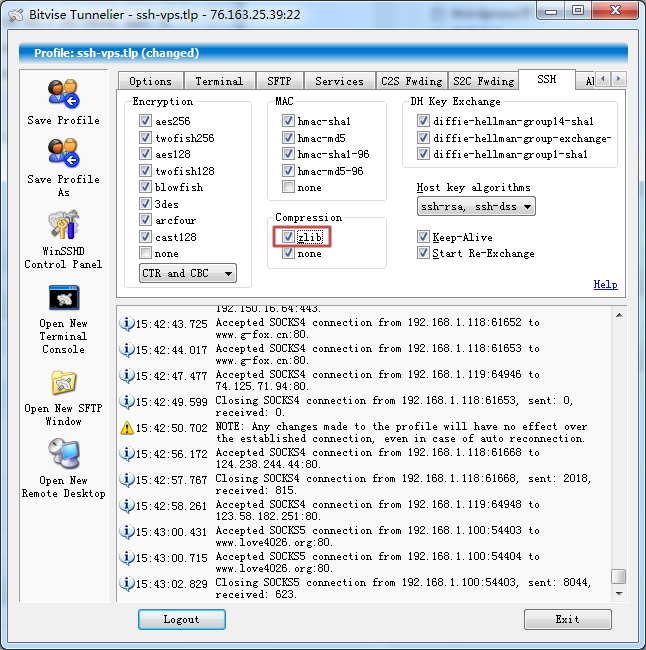 Bitvise Tunnelier - ssh-vps.tlp - 76.163.25.39:22
Profile: ssh-vps.tlp (changed)
Save Profile
Save Profile
As
WinSSHD
Control Panel
Open New
Terminal
Console
Open New SFTP
Window
Open New
Remote Desktop
Options
Terminal
SFTP
Services
C2S Fwding
S2C Fwding
SSH
Encryption
aes256
twofish256
aes128
twofish128
blowfish
3des
arcfour
cast128
none
CTR and CBC
MAC
hmac-sha1
hmac-md5
hmac-sha1-96
hmac-md5-96
none
Compression
zlib
none
DH Key Exchange
diffie-hellman-group14-sha1
diffie-hellman-group-exchange-
diffie-hellman-group1-sha1
Host key algorithms
ssh-rsa, ssh-dss
Keep-Alive
Start Re-Exchange
Help
192.150.16.64:443.
15:42:43.725 Accepted SOCKS4 connection from 192.168.1.118:61652 to
www.g-fox.cn:80.
15:42:44.017 Accepted SOCKS4 connection from 192.168.1.118:61653 to
www.g-fox.cn:80.
15:42:47.477 Accepted SOCKS4 connection from 192.168.1.119:64946 to
74.125.71.94:80.
15:42:49.599 Closing SOCKS4 connection from 192.168.1.118:61653, sent: 0,
received: 0.
15:42:50.702 NOTE: Any changes made to the profile will have no effect over
the established connection, even in case of auto reconnection.
15:42:56.172 Accepted SOCKS4 connection from 192.168.1.118:61668 to
124.238.244.44:80.
15:42:57.767 Closing SOCKS4 connection from 192.168.1.118:61668, sent: 2018,
received: 815.
15:42:58.261 Accepted SOCKS4 connection from 192.168.1.119:64948 to
123.58.182.251:80.
15:43:00.431 Accepted SOCKS5 connection from 192.168.1.100:54403 to
www.love4026.org:80.
15:43:00.715 Accepted SOCKS5 connection from 192.168.1.100:54404 to
www.love4026.org:80.
15:43:02.829 Closing SOCKS5 connection from 192.168.1.100:54403, sent: 8044,
received: 623.
Logout
Exit